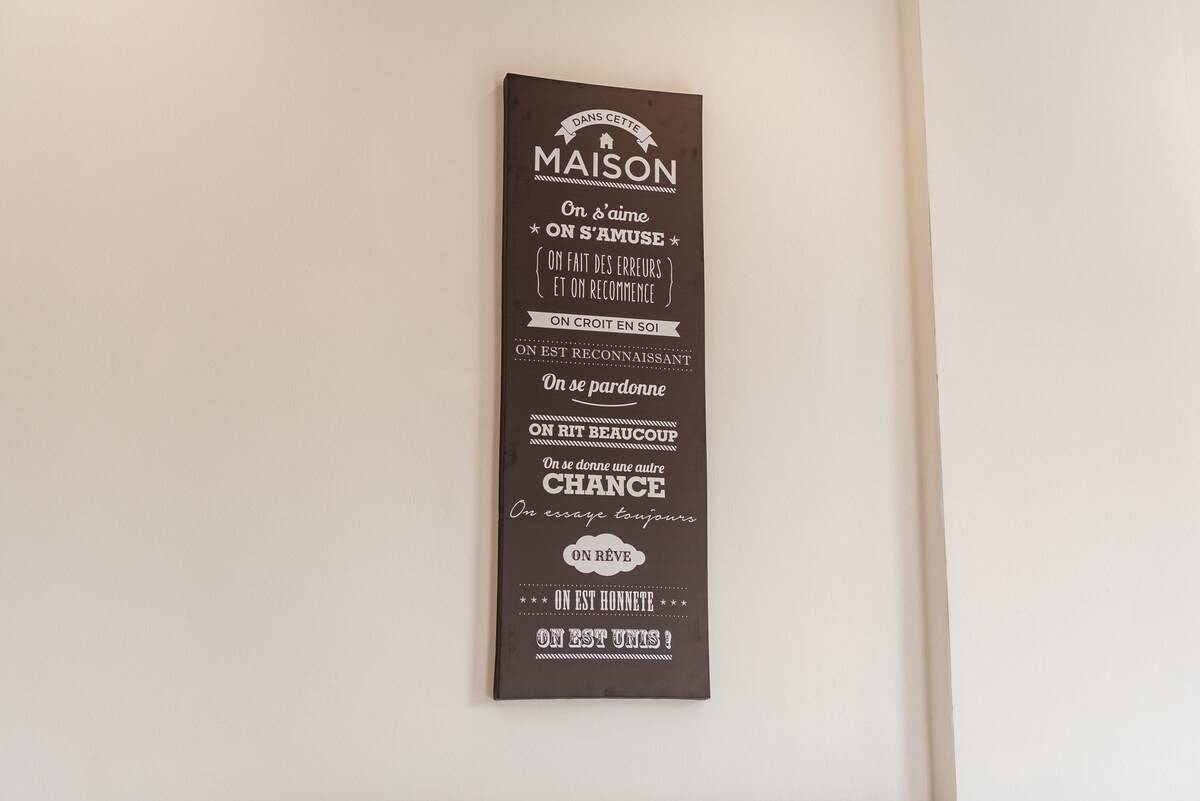 DANS CETTE
MAISON
On s'aime
ON S'AMUSE
ON FAIT DES ERREURS
ET ON RECOMMENCE
ON CROIT EN SOI
ON EST RECONNAISSANT
On se pardonne
ON RIT BEAUCOUP
On se donne une autre
CHANCE
On essaye toujours
ON RÊVE
ON EST HONNETE
ON EST UNIS !